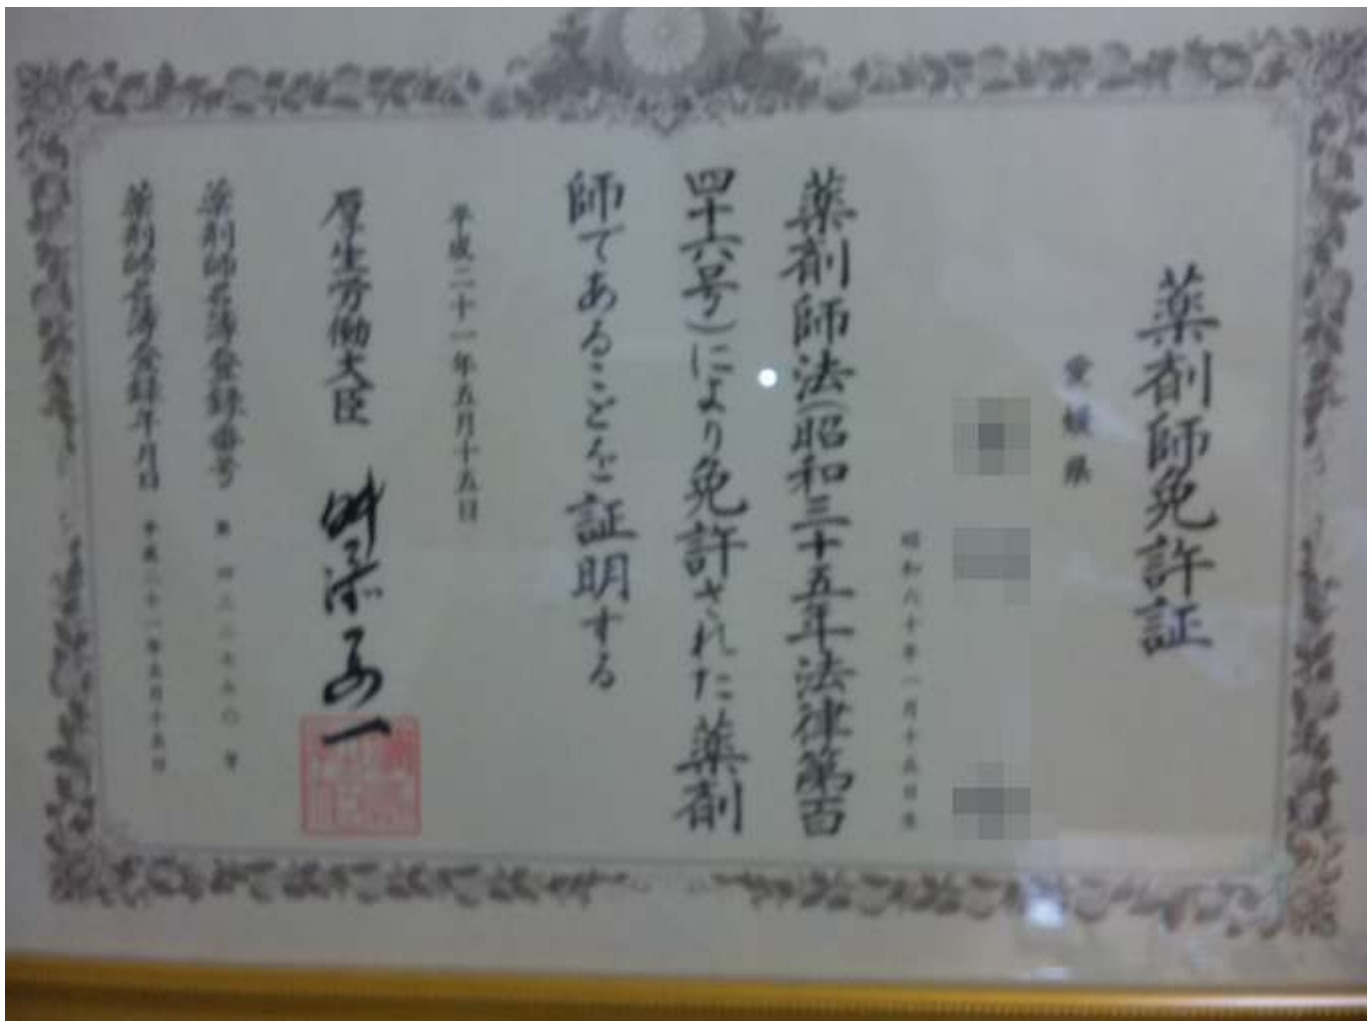 薬剤師免許証
愛媛県
昭和六十年一月十五日生
薬剤師法(昭和三十五年法律第百
四十六号)により免許された薬剤
師であることを証明する
平成二十一年五月十五日
厚生労働大臣 舛添要一
薬剤師名簿登録番号 第 号
薬剤師名簿登録年月日 平成二十一年五月十五日